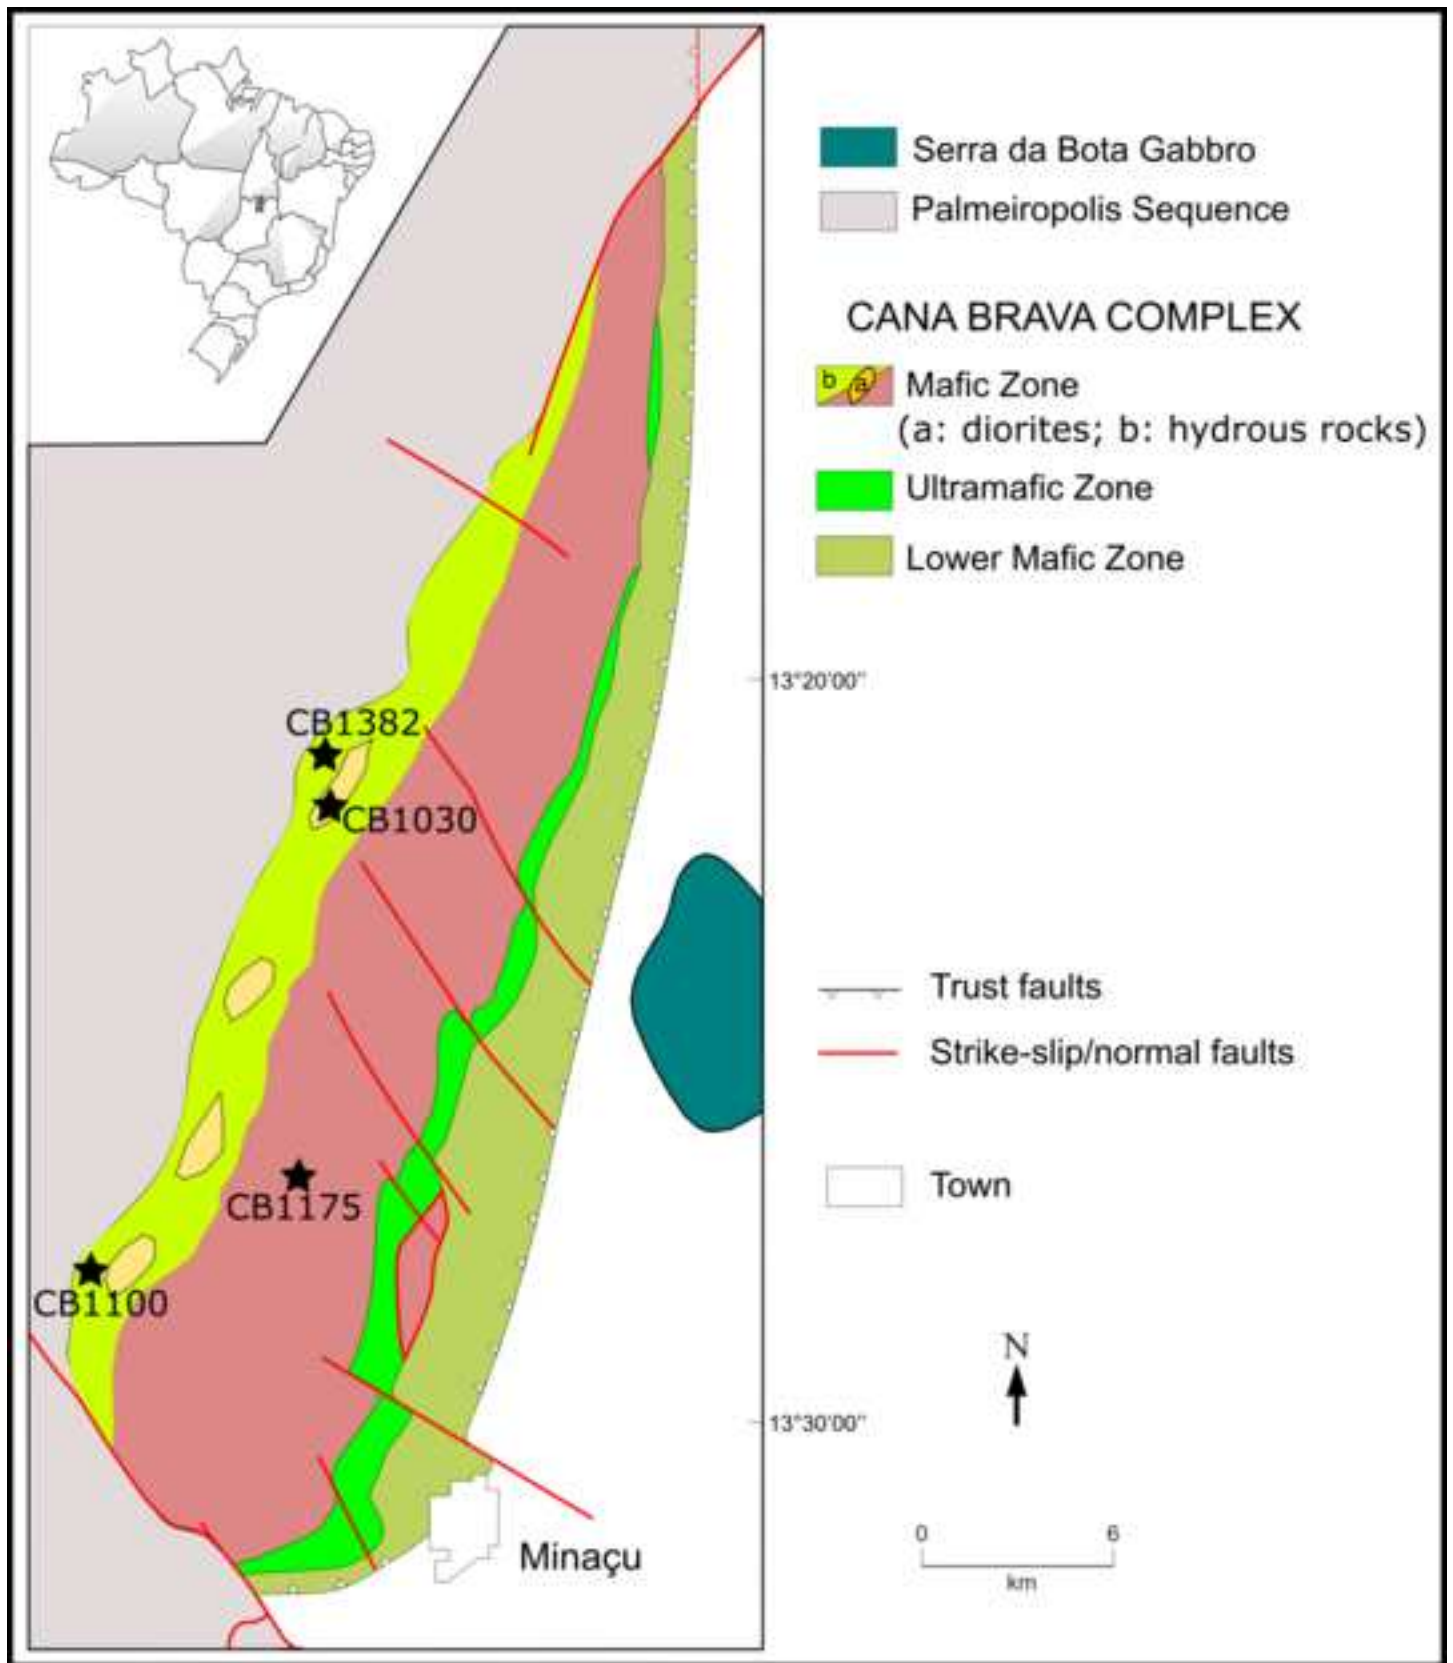 Serra da Bota Gabbro
Palmeiropolis Sequence
CANA BRAVA COMPLEX
b
a
Mafic Zone
(a: diorites; b: hydrous rocks)
Ultramafic Zone
Lower Mafic Zone
13°20'00"
CB1382
CB1030
Trust faults
Strike-slip/normal faults
Town
CB1175
CB1100
N
13°30'00"
Minaçu
0 6
km